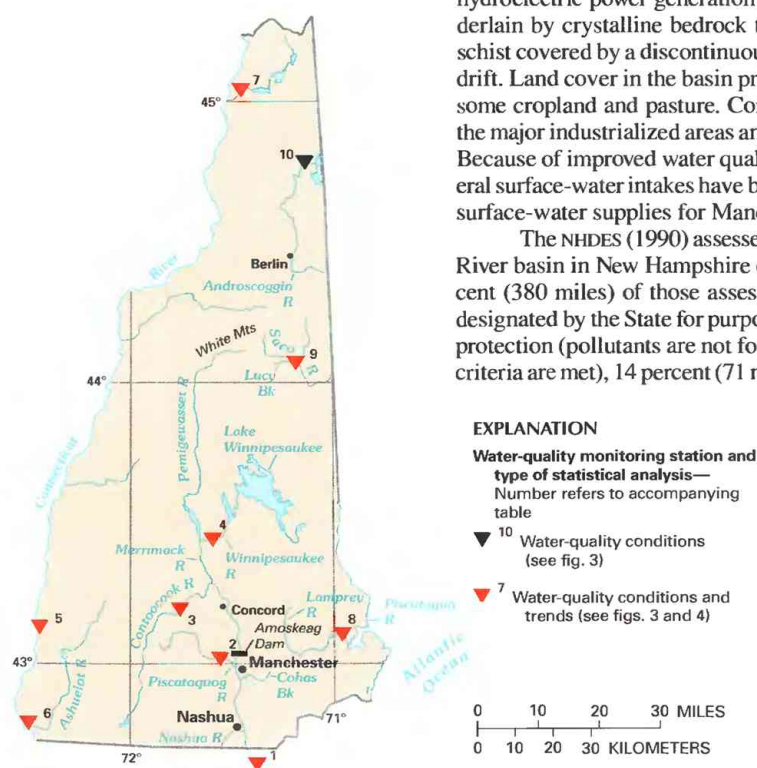 hydroelectric power generation
derlain by crystalline bedrock t
schist covered by a discontinuou
drift. Land cover in the basin pr
some cropland and pasture. Co
the major industrialized areas ar
Because of improved water qual
eral surface-water intakes have b
surface-water supplies for Manc
The NHDES (1990) assesse
River basin in New Hampshire
cent (380 miles) of those asses
designated by the State for purpo
protection (pollutants are not fo
criteria are met), 14 percent (71 r
7
45°
10
River
Berlin
Androscoggin
R
White Mts
Saco
R
9
44°
Lucy
Bk
Pemigewasset R
Connecticut
Lake
Winnipesaukee
4
Merrimack
R
Winnipesaukee
R
Contoocook R
3
Concord
Lamprey
R
Piscataqua
R
5
8
Amoskeag
Dam
2
43°
Manchester
Atlantic
Ocean
Piscataquog
R
Cohas
Bk
Ashuelot R
6
Nashua
71°
Nashua R
72°
1
EXPLANATION
Water-quality monitoring station and
type of statistical analysis—
Number refers to accompanying
table
10 Water-quality conditions
(see fig. 3)
7 Water-quality conditions and
trends (see figs. 3 and 4)
0 10 20 30 MILES
0 10 20 30 KILOMETERS